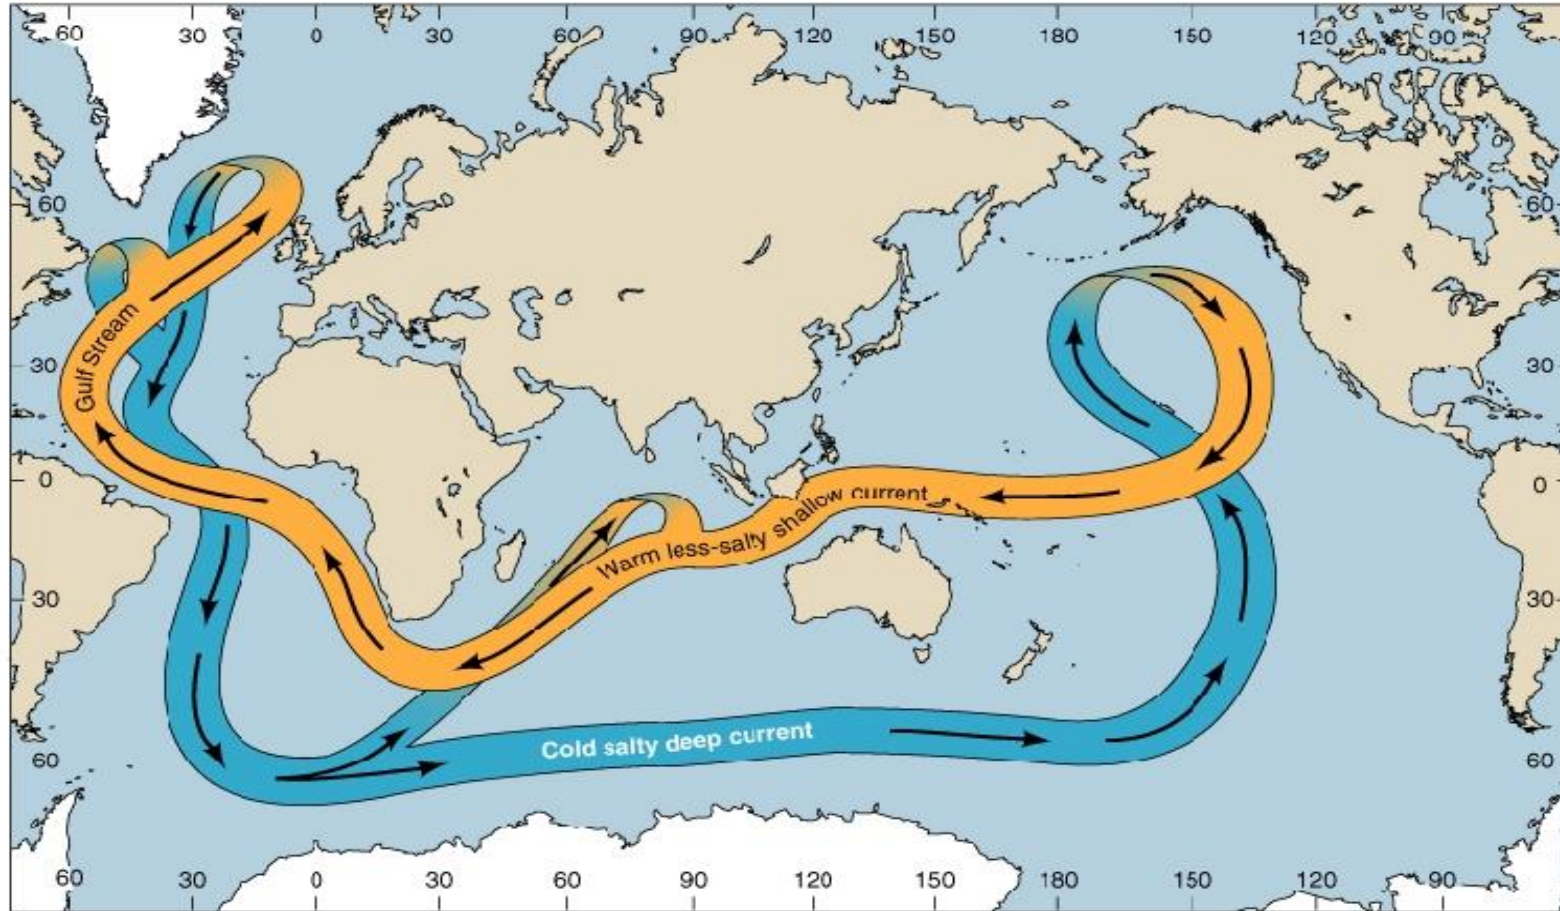 60 30 0 30 60 90 120 150 180 150 120 90
60 60
Gulf Stream
30 30
0 0
Warm less-salty shallow current
30 30
Cold salty deep current
60 60
60 30 0 30 60 90 120 150 180 150 120 90